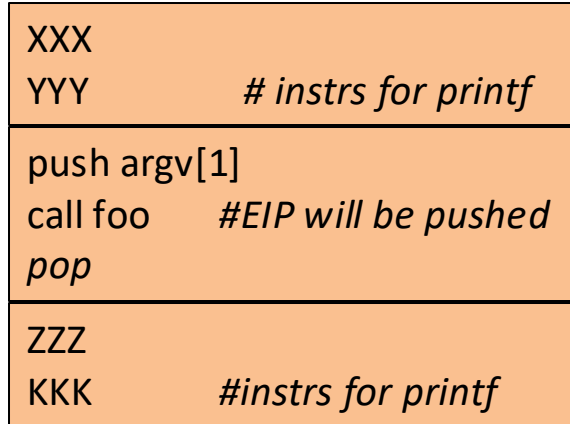 XXX
YYY # instrs for printf
push argv[1]
call foo #EIP will be pushed
pop
ZZZ
KKK #instrs for printf